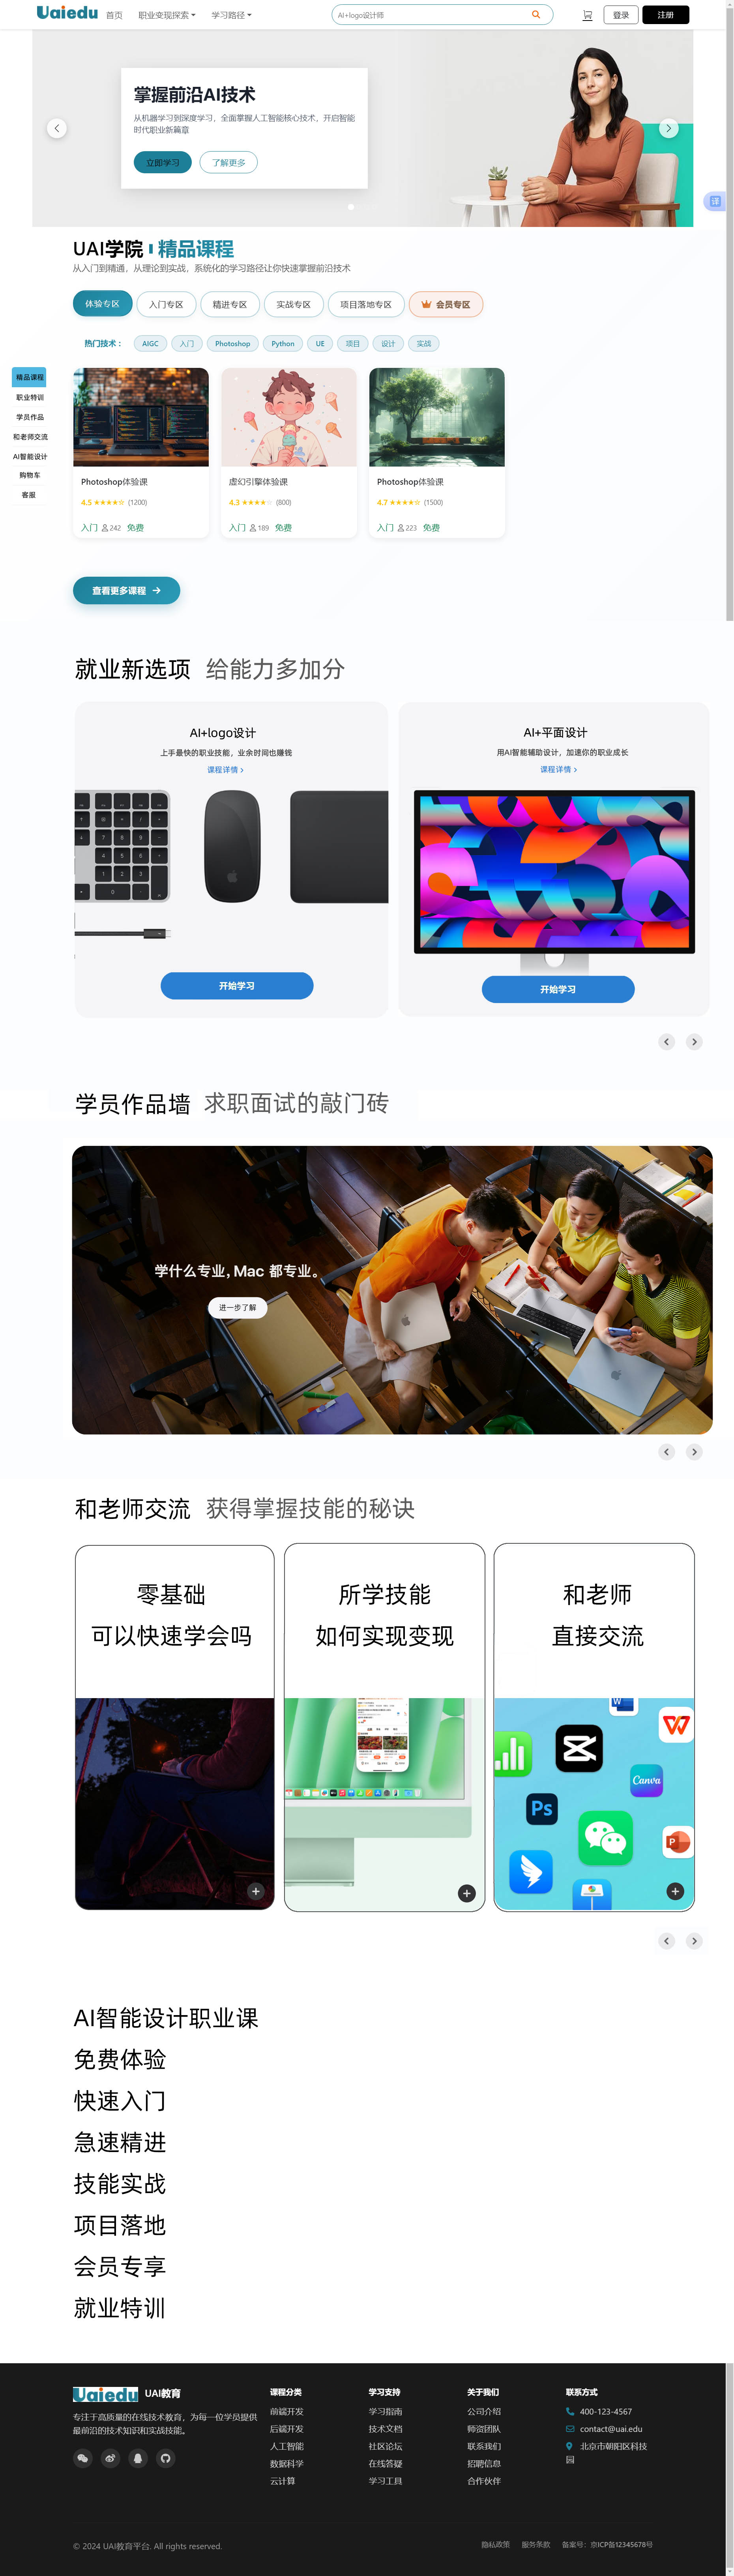 Uaiedu 首页 职业变现探索 学习路径 AI+logo设计师 登录 注册
掌握前沿AI技术
从机器学习到深度学习，全面掌握人工智能核心技术，开启智能
时代职业新篇章
立即学习 了解更多
译
UAI学院 精品课程
从入门到精通，从理论到实战，系统化的学习路径让你快速掌握前沿技术
体验专区 入门专区 精进专区 实战专区 项目落地专区 会员专区
热门技术： AIGC 入门 Photoshop Python UE 项目 设计 实战
精品课程
职业特训
学员作品
和老师交流
AI智能设计
购物车
客服
Photoshop体验课
4.5 ★★★★☆ (1200)
入门 242 免费
虚幻引擎体验课
4.3 ★★★★☆ (800)
入门 189 免费
Photoshop体验课
4.7 ★★★★☆ (1500)
入门 223 免费
查看更多课程
就业新选项 给能力多加分
AI+logo设计
上手最快的职业技能，业余时间也赚钱
课程详情
开始学习
AI+平面设计
用AI智能辅助设计，加速你的职业成长
课程详情
开始学习
学员作品墙 求职面试的敲门砖
学什么专业, Mac 都专业。
进一步了解
和老师交流 获得掌握技能的秘诀
零基础
可以快速学会吗
所学技能
如何实现变现
和老师
直接交流
W
Canva
Ps
P
AI智能设计职业课
免费体验
快速入门
急速精进
技能实战
项目落地
会员专享
就业特训
Uaiedu UAI教育
专注于高质量的在线技术教育，为每一位学员提供
最前沿的技术知识和实战技能。
课程分类
前端开发
后端开发
人工智能
数据科学
云计算
学习支持
学习指南
技术文档
社区论坛
在线答疑
学习工具
关于我们
公司介绍
师资团队
联系我们
招聘信息
合作伙伴
联系方式
400-123-4567
contact@uai.edu
北京市朝阳区科技
园
© 2024 UAI教育平台. All rights reserved.
隐私政策 服务条款 备案号：京ICP备12345678号